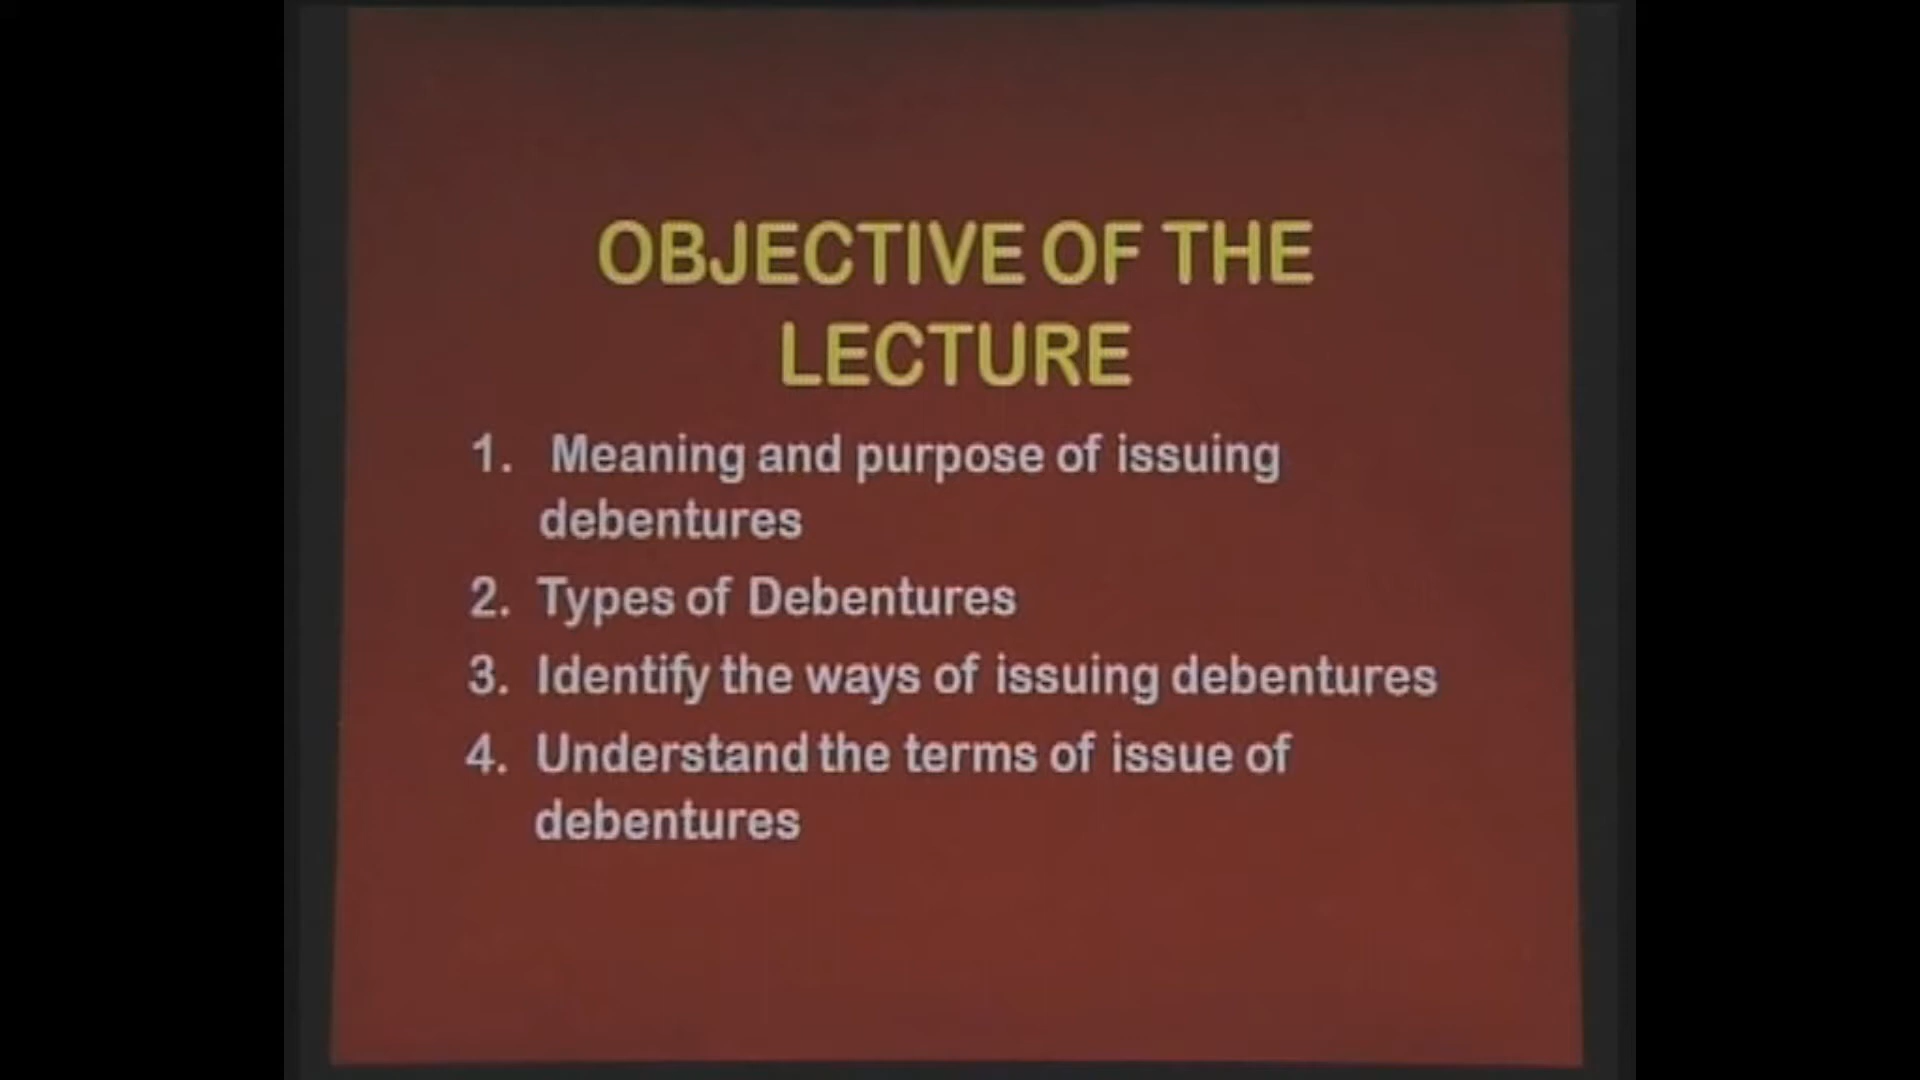 OBJECTIVE OF THE
LECTURE
1. Meaning and purpose of issuing
debentures
2. Types of Debentures
3. Identify the ways of issuing debentures
4. Understand the terms of issue of
debentures